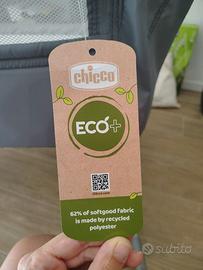 chicco
ECO+
62% of softgood fabric
is made by recycled
polyester
subito